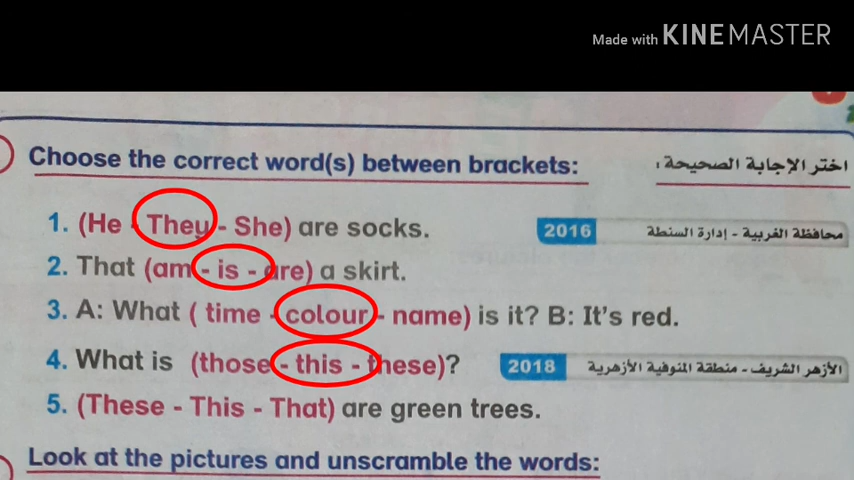 Made with KINEMASTER
Choose the correct word(s) between brackets: اختر الإجابة الصحيحة :
1. (He - They - She) are socks. 2016 محافظة الغربية - إدارة السنطة
2. That (am - is - are) a skirt.
3. A: What ( time - colour - name) is it? B: It's red.
4. What is (those - this - these)? 2018 الأزهر الشريف - منطقة المنوفية الأزهرية
5. (These - This - That) are green trees.
Look at the pictures and unscramble the words: